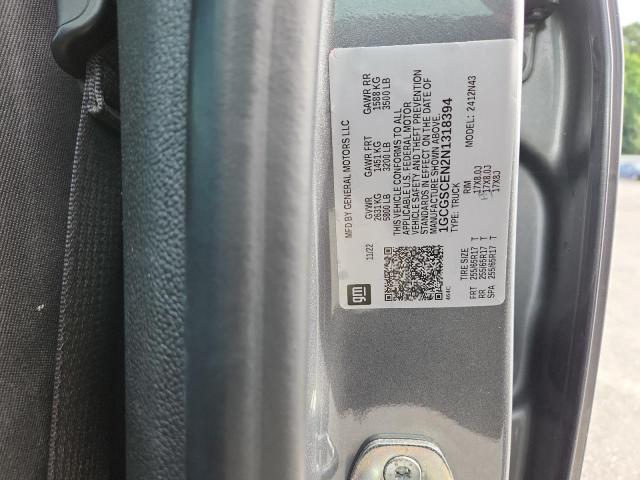 gm
MFD BY GENERAL MOTORS LLC
11/22
GVWR GAWR FRT GAWR RR
2631 KG 1451 KG 1588 KG
5800 LB 3200 LB 3500 LB
THIS VEHICLE CONFORMS TO ALL
APPLICABLE U.S. FEDERAL MOTOR
VEHICLE SAFETY AND THEFT PREVENTION
STANDARDS IN EFFECT ON THE DATE OF
MANUFACTURE SHOWN ABOVE.
1GCGSCEN2N1318394
TYPE: TRUCK MODEL: 2412N43
TIRE SIZE RIM
FRT 255/65R17 T 17X8.0J
RR 255/65R17 T 17X8.0J
SPA 255/65R17 T 17X8J